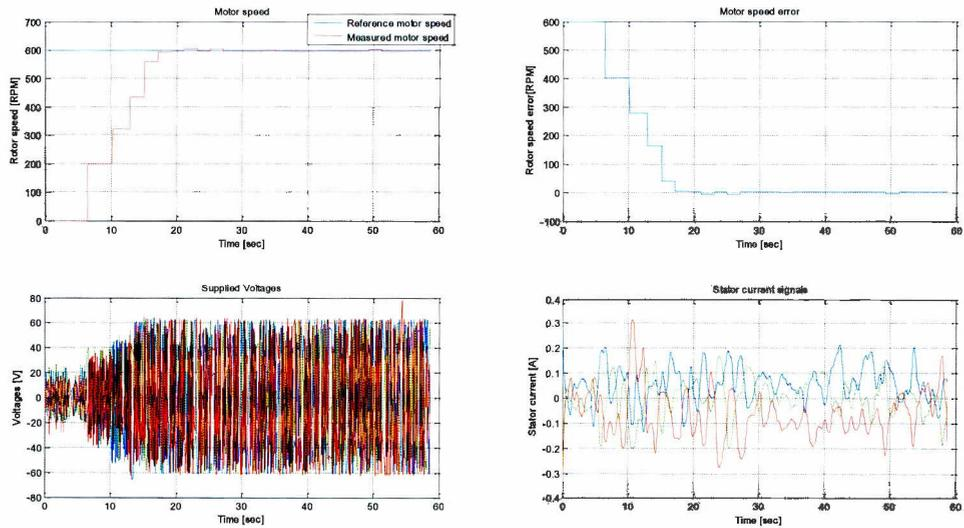 Motor speed
Reference motor speed
Measured motor speed
Rotor speed [RPM]
700
600
500
400
300
200
100
0
0 10 20 30 40 50 60
Time [sec]
Motor speed error
Rotor speed error[RPM]
600
500
400
300
200
100
0
-100
0 10 20 30 40 50 60
Time [sec]
Supplied Voltages
Voltages [V]
80
60
40
20
0
-20
-40
-60
-80
0 10 20 30 40 50 60
Time [sec]
Stator current signals
Stator current [A]
0.4
0.3
0.2
0.1
0
-0.1
-0.2
-0.3
-0.4
0 10 20 30 40 50 60
Time [sec]